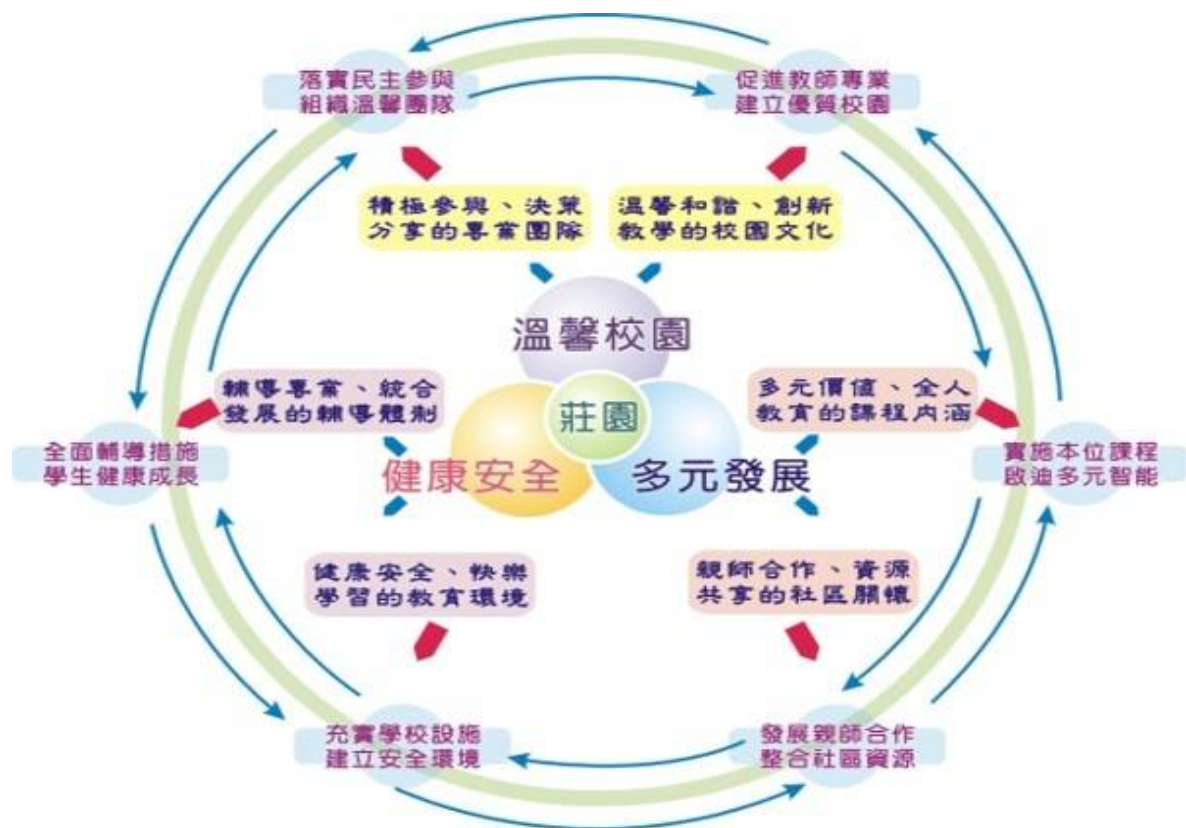 落實民主參與
組織溫馨團隊
促進教師專業
建立優質校園
積極參與、決策
分享的專業團隊
溫馨和諧、創新
教學的校園文化
溫馨校園
莊園
健康安全
多元發展
輔導專業、統合
發展的輔導體制
多元價值、全人
教育的課程內涵
全面輔導措施
學生健康成長
實施本位課程
啟迪多元智能
健康安全、快樂
學習的教育環境
親師合作、資源
共享的社區關懷
充實學校設施
建立安全環境
發展親師合作
整合社區資源